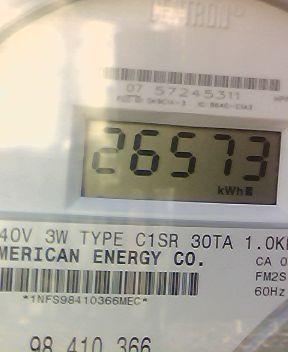 CENTRON®
07 57245311
26573
kWh
40V 3W TYPE C1SR 30TA 1.0K
MERICAN ENERGY CO.
CA 0
*1NFS98410366MEC*
FM2S
60Hz
98 410 366